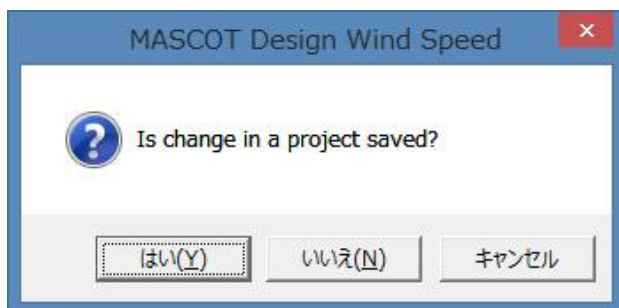 MASCOT Design Wind Speed
Is change in a project saved?
はい(Y)
いいえ(N)
キャンセル